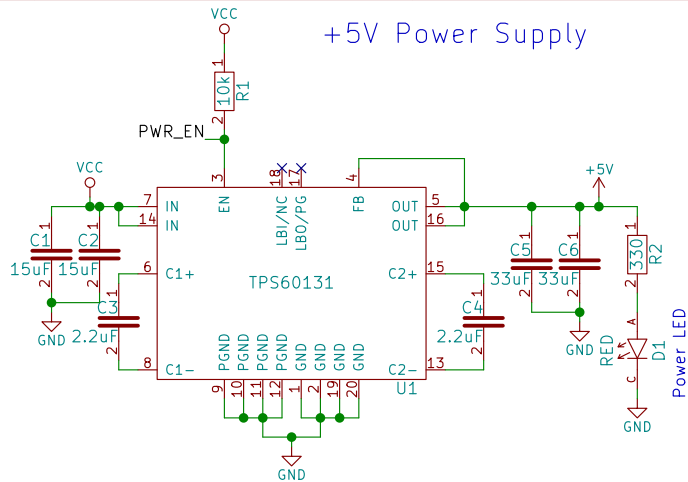 +5V Power Supply
VCC
1
10k
R1
2
PWR_EN
3
18
17
4
VCC
+5V
7
IN
EN
LBI/NC
LBO/PG
FB
OUT
5
14
IN
OUT
16
1
C1
15uF
2
1
C2
15uF
2
GND
6
C1+
TPS60131
C2+
15
1
C3
2.2uF
2
1
C4
2.2uF
2
1
C5
33uF
2
1
C6
33uF
2
GND
1
330
R2
2
A
RED
D1
C
Power LED
GND
8
C1-
PGND
PGND
PGND
PGND
GND
GND
GND
GND
C2-
13
U1
9
10
11
12
1
2
19
20
GND